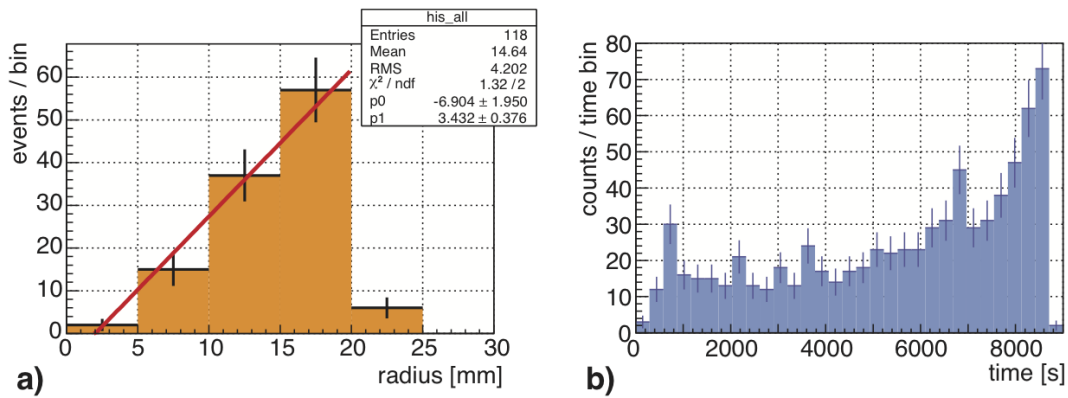 his_all
Entries 118
Mean 14.64
RMS 4.202
χ² / ndf 1.32 / 2
p0 -6.904 ± 1.950
p1 3.432 ± 0.376
events / bin
60
50
40
30
20
10
0
0 5 10 15 20 25 30
radius [mm]
a)
counts / time bin
80
70
60
50
40
30
20
10
0
0 2000 4000 6000 8000
time [s]
b)